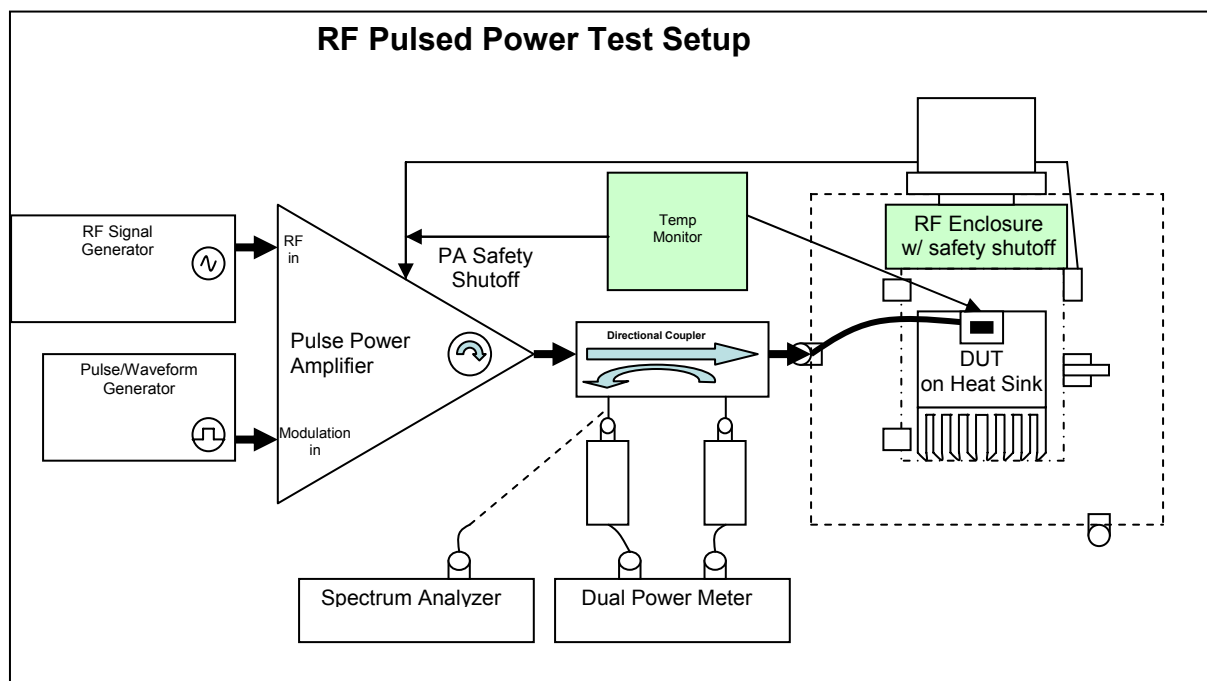 RF Pulsed Power Test Setup
RF Signal
Generator
RF
in
Temp
Monitor
RF Enclosure
w/ safety shutoff
PA Safety
Shutoff
Pulse Power
Amplifier
Directional Coupler
DUT
on Heat Sink
Pulse/Waveform
Generator
Modulation
in
Spectrum Analyzer
Dual Power Meter